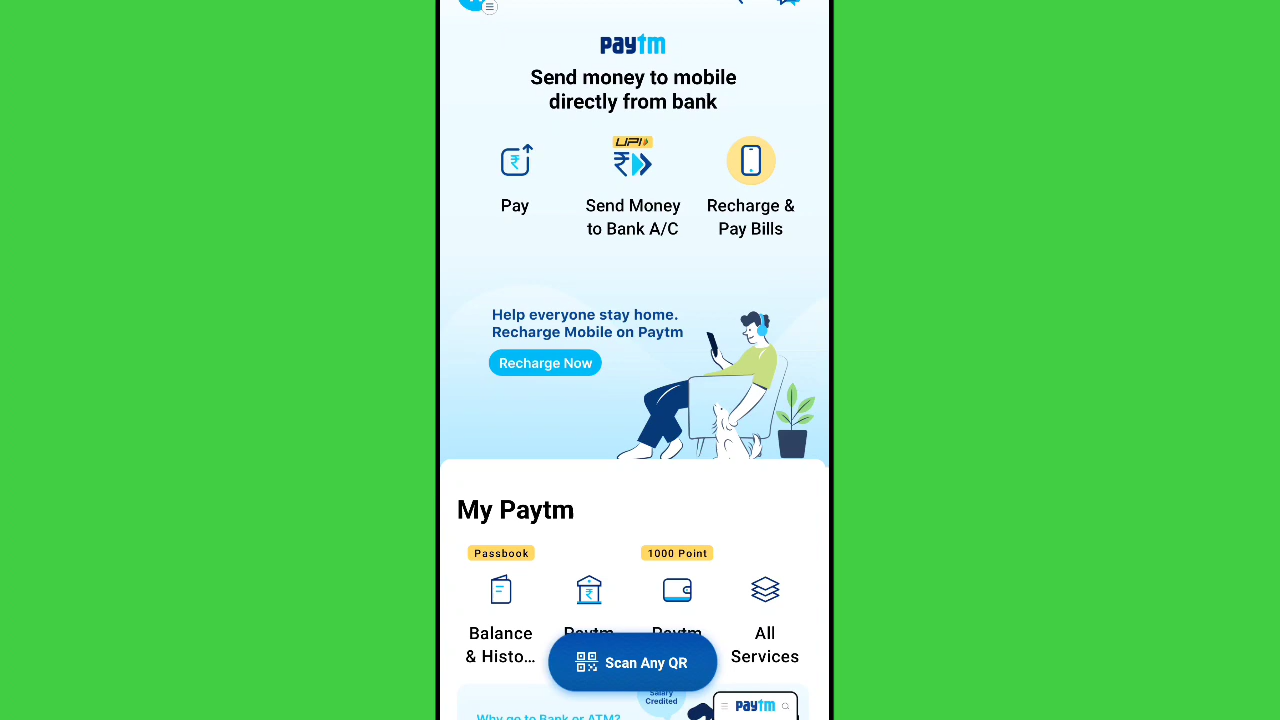 paytm
Send money to mobile
directly from bank
UPI
Pay
Send Money
to Bank A/C
Recharge &
Pay Bills
Help everyone stay home.
Recharge Mobile on Paytm
Recharge Now
My Paytm
Passbook
1000 Point
Balance
& Histo...
Paytm
Paytm
All
Services
Scan Any QR
Salary
Credited
Why go to Bank or ATM?
paytm